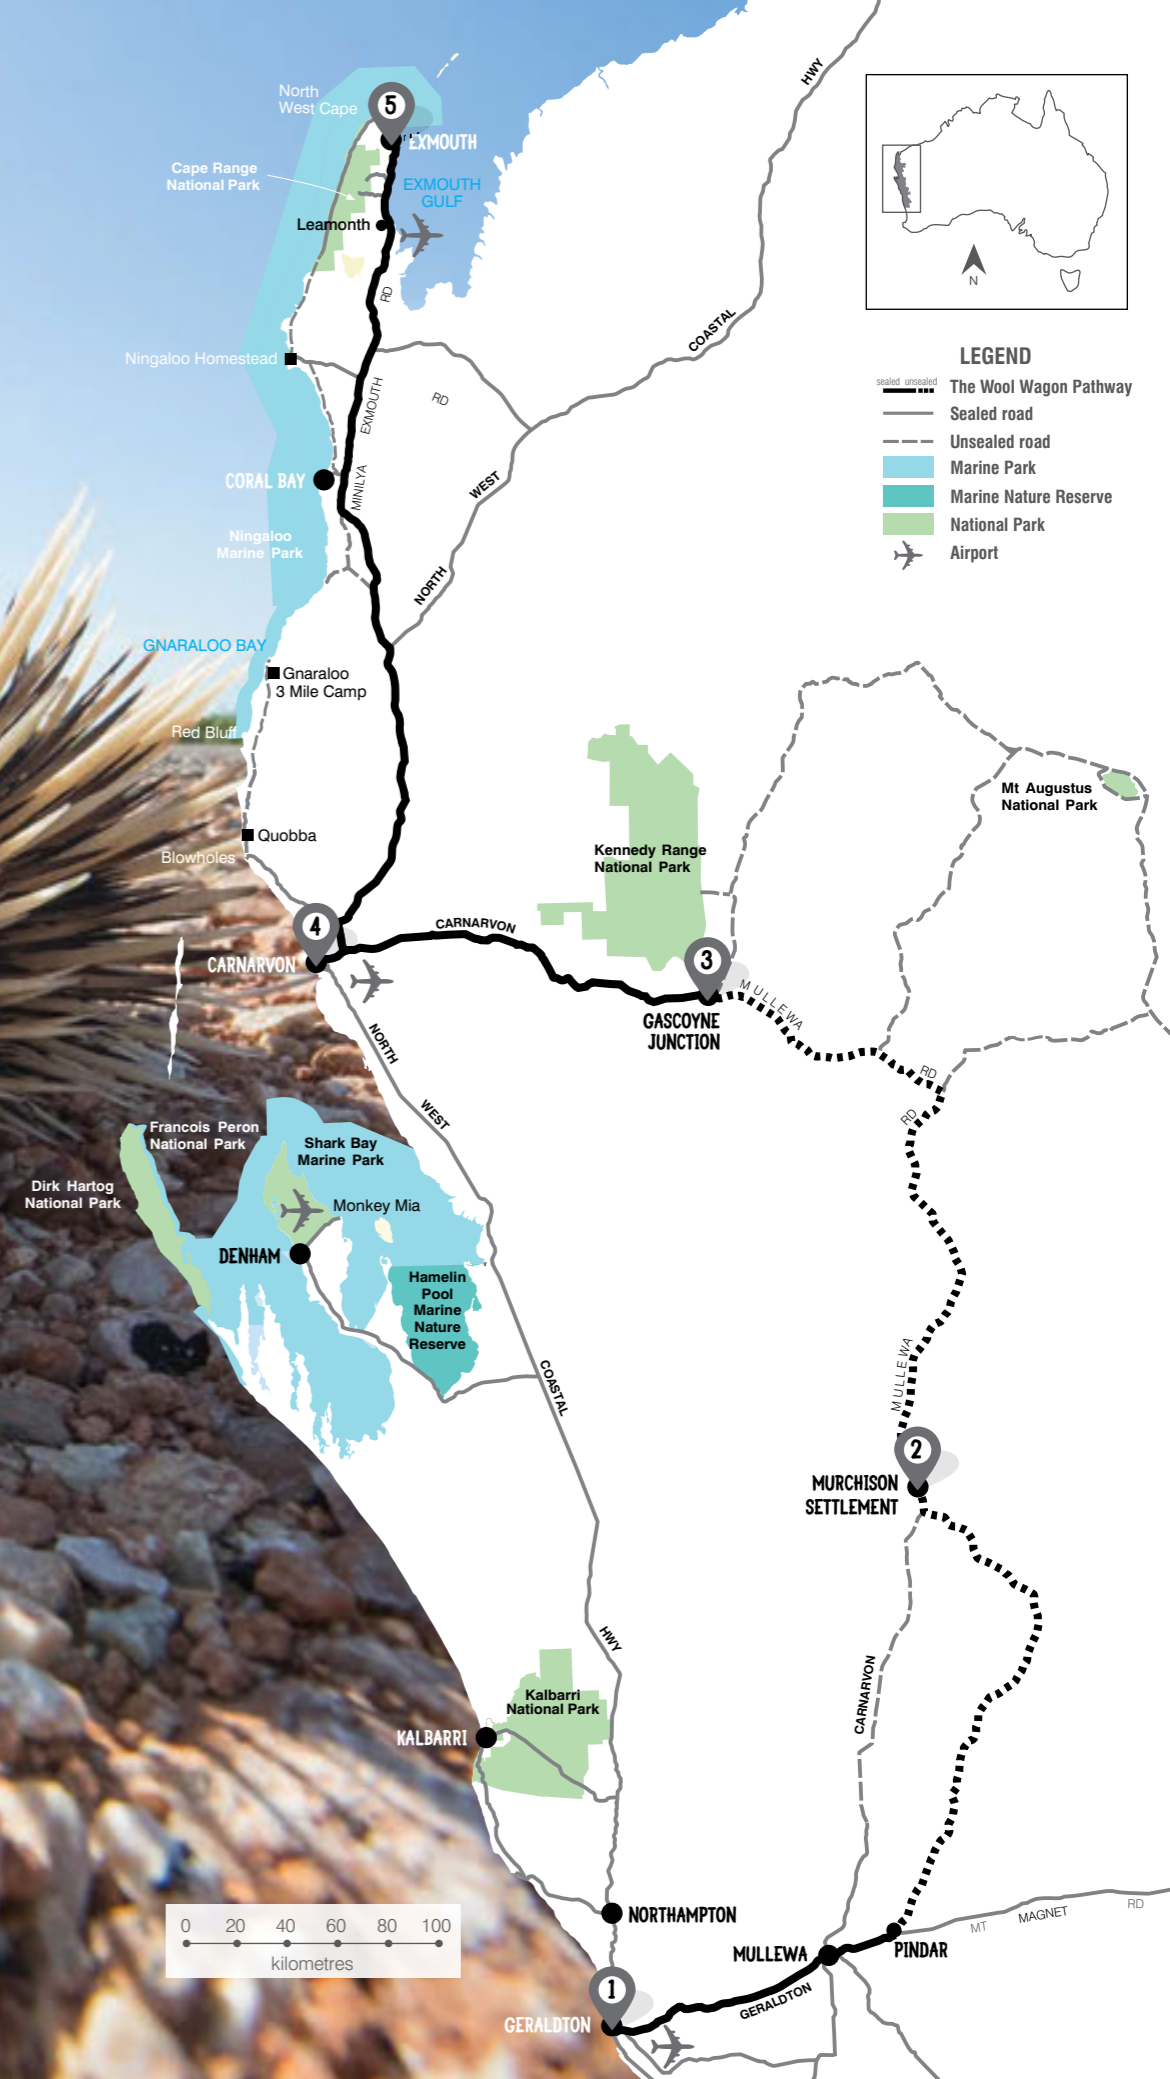 HWY
North
West Cape
5
EXMOUTH
Cape Range
National Park
EXMOUTH
GULF
Learmonth
RD
N
COASTAL
Ningaloo Homestead
RD
EXMOUTH
LEGEND
sealed unsealed
The Wool Wagon Pathway
Sealed road
Unsealed road
Marine Park
Marine Nature Reserve
National Park
Airport
CORAL BAY
MINILYA
WEST
Ningaloo
Marine Park
NORTH
GNARALOO BAY
Gnaraloo
3 Mile Camp
Red Bluff
Mt Augustus
National Park
Quobba
Blowholes
Kennedy Range
National Park
4
CARNARVON
CARNARVON
3
MULLEWA
GASCOYNE
JUNCTION
NORTH
RD
RD
WEST
Francois Peron
National Park
Shark Bay
Marine Park
Dirk Hartog
National Park
Monkey Mia
DENHAM
Hamelin
Pool
Marine
Nature
Reserve
COASTAL
MULLEWA
2
MURCHISON
SETTLEMENT
HWY
CARNARVON
Kalbarri
National Park
KALBARRI
NORTHAMPTON
0 20 40 60 80 100
kilometres
MT MAGNET RD
MULLEWA
PINDAR
1
GERALDTON
GERALDTON